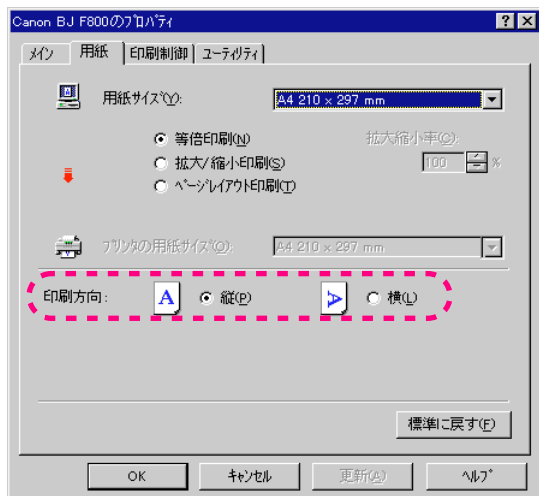 Canon BJ F800のプロパティ
メイン 用紙 印刷制御 ユーティリティ
用紙サイズ(Y): A4 210 x 297 mm
等倍印刷(N) 拡大縮小率(C):
拡大/縮小印刷(S) 100 %
ページレイアウト印刷(T)
プリンタの用紙サイズ(O): A4 210 x 297 mm
印刷方向: A 縦(P) A 横(L)
標準に戻す(F)
OK キャンセル 更新(A) ヘルプ